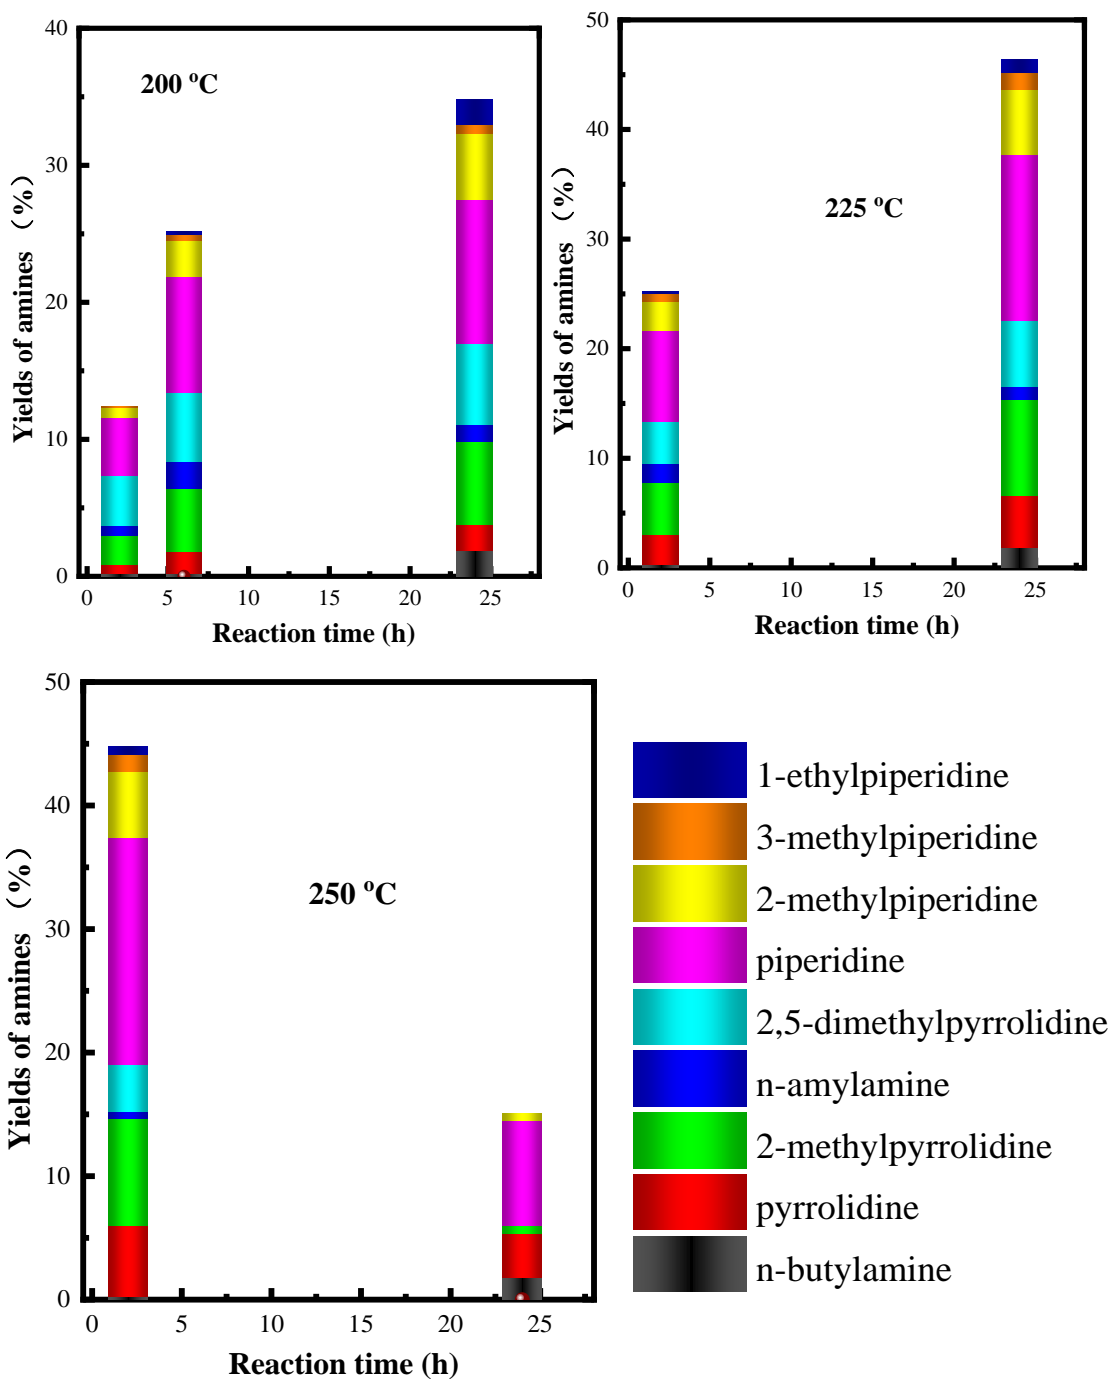 200 ºC
40
30
20
10
0
0 5 10 15 20 25
Yields of amines（%）
Reaction time (h)
225 ºC
50
40
30
20
10
0
0 5 10 15 20 25
Yields of amines（%）
Reaction time (h)
250 ºC
50
40
30
20
10
0
0 5 10 15 20 25
Yields of amines（%）
Reaction time (h)
1-ethylpiperidine
3-methylpiperidine
2-methylpiperidine
piperidine
2,5-dimethylpyrrolidine
n-amylamine
2-methylpyrrolidine
pyrrolidine
n-butylamine